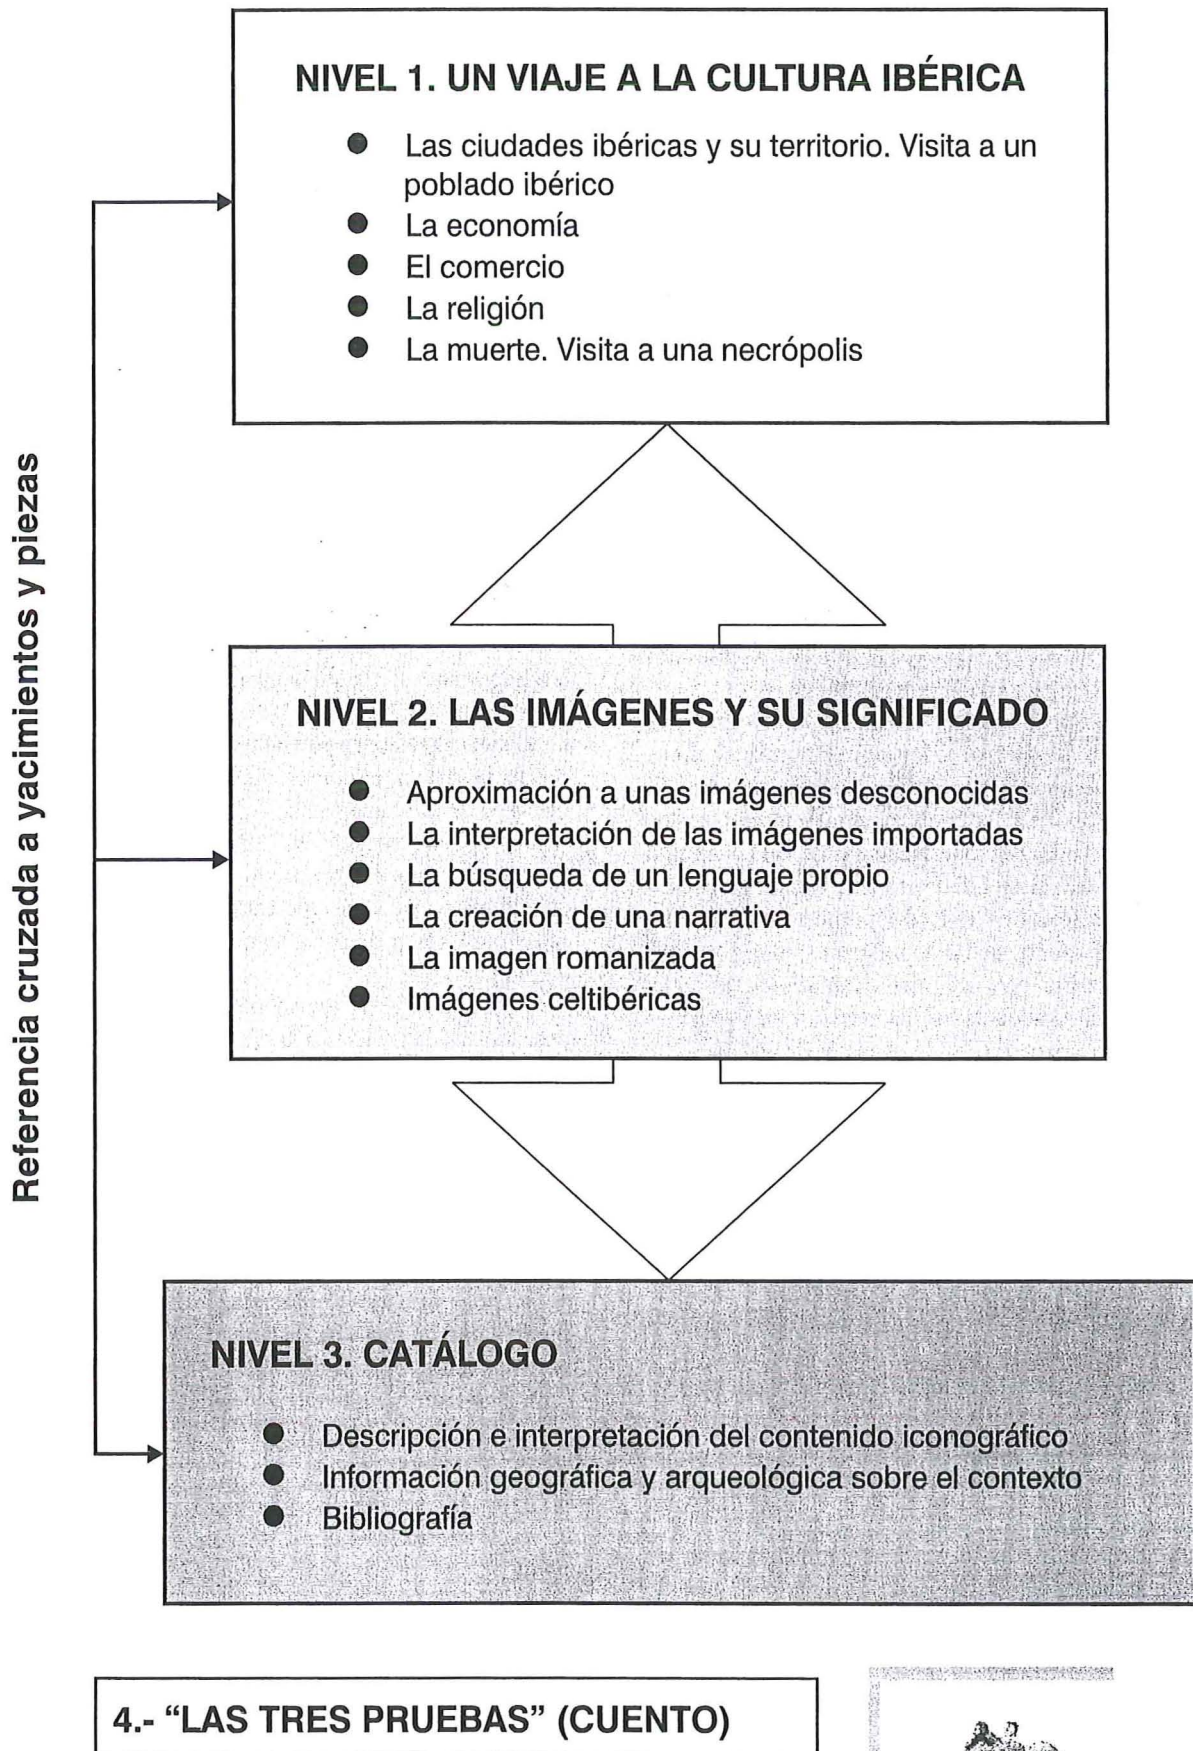 NIVEL 1. UN VIAJE A LA CULTURA IBÉRICA
● Las ciudades ibéricas y su territorio. Visita a un
poblado ibérico
● La economía
● El comercio
● La religión
● La muerte. Visita a una necrópolis
Referencia cruzada a yacimientos y piezas
NIVEL 2. LAS IMÁGENES Y SU SIGNIFICADO
● Aproximación a unas imágenes desconocidas
● La interpretación de las imágenes importadas
● La búsqueda de un lenguaje propio
● La creación de una narrativa
● La imagen romanizada
● Imágenes celtibéricas
NIVEL 3. CATÁLOGO
● Descripción e interpretación del contenido iconográfico
● Información geográfica y arqueológica sobre el contexto
● Bibliografía
4.- “LAS TRES PRUEBAS” (CUENTO)